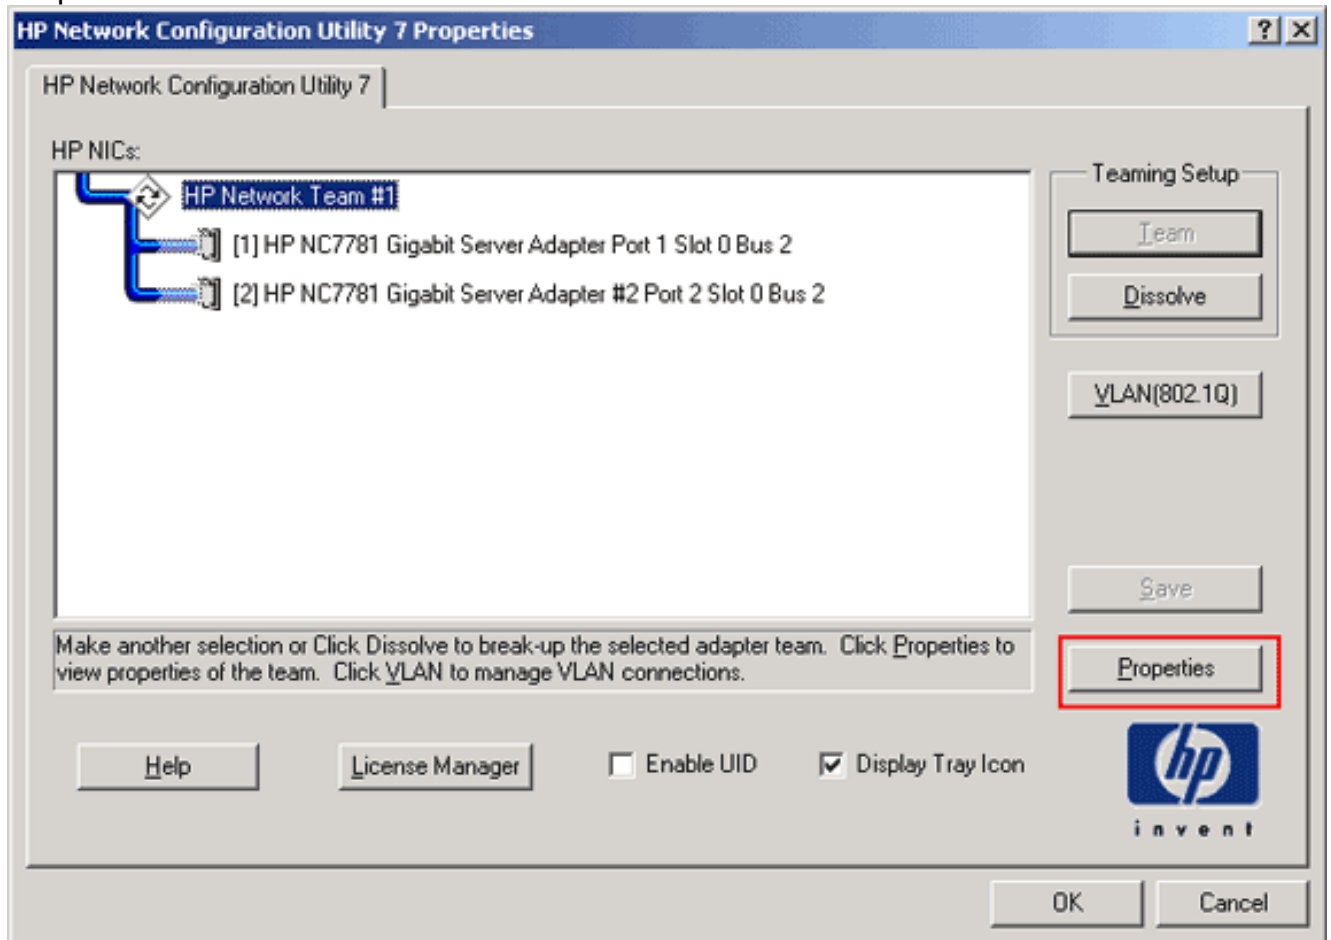 HP Network Configuration Utility 7 Properties
HP Network Configuration Utility 7
HP NICs:
HP Network Team #1
[1] HP NC7781 Gigabit Server Adapter Port 1 Slot 0 Bus 2
[2] HP NC7781 Gigabit Server Adapter #2 Port 2 Slot 0 Bus 2
Teaming Setup
Team
Dissolve
VLAN(802.1Q)
Save
Make another selection or Click Dissolve to break-up the selected adapter team. Click Properties to
view properties of the team. Click VLAN to manage VLAN connections.
Properties
Help
License Manager
Enable UID
Display Tray Icon
hp
invent
OK
Cancel